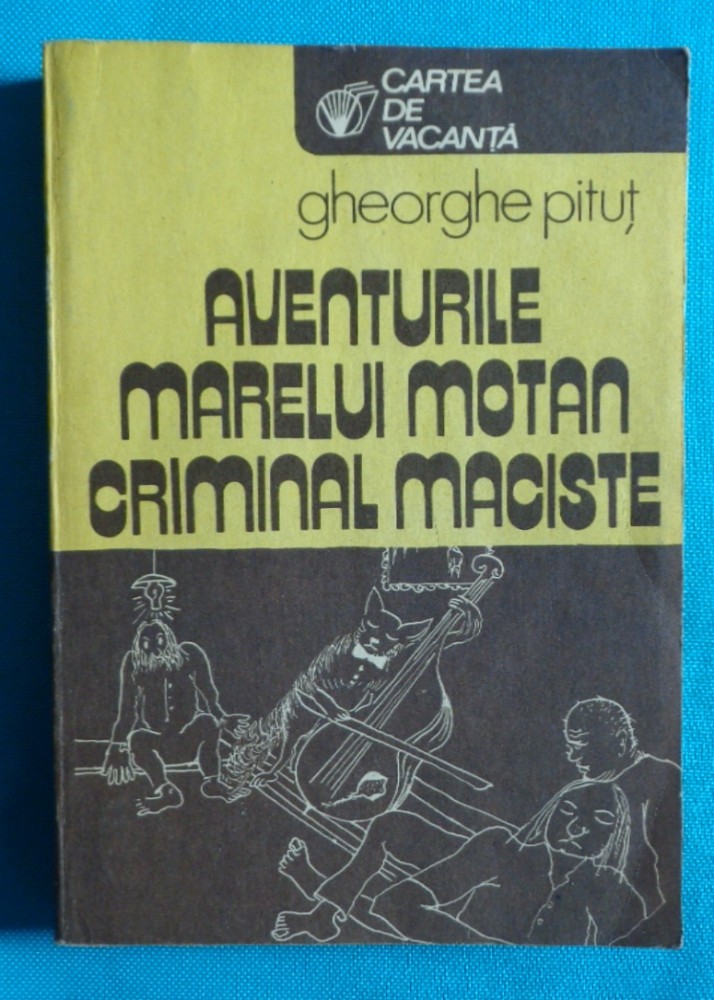 CARTEA
DE
VACANȚĂ
gheorghe pituț
AVENTURILE
MARELUI MOTAN
CRIMINAL MACISTE